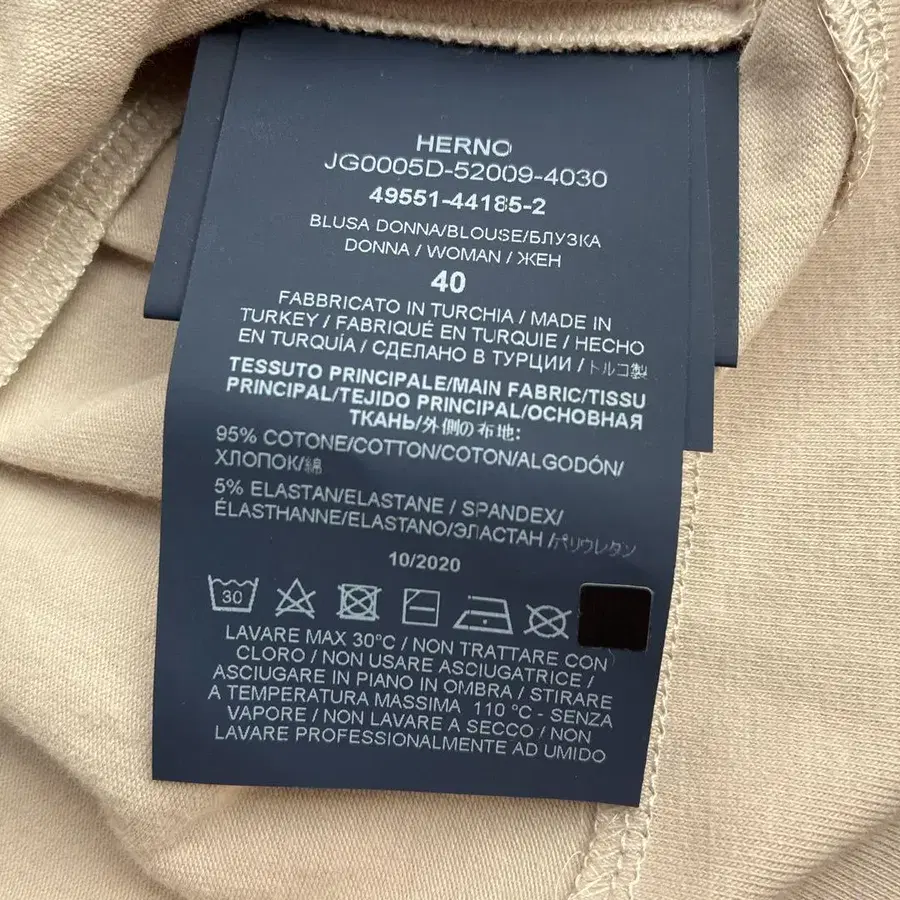 HERNO
JG0005D-52009-4030
49551-44185-2
BLUSA DONNA/BLOUSE/БЛУЗКА
DONNA / WOMAN / ЖЕН
40
FABBRICATO IN TURCHIA / MADE IN
TURKEY / FABRIQUÉ EN TURQUIE / HECHO
EN TURQUÍA / СДЕЛАНО В ТУРЦИИ / トルコ製
TESSUTO PRINCIPALE/MAIN FABRIC/TISSU
PRINCIPAL/TEJIDO PRINCIPAL/ОСНОВНАЯ
ТКАНЬ/外側の布地:
95% COTONE/COTTON/COTON/ALGODÓN/
ХЛОПОК/綿
5% ELASTAN/ELASTANE / SPANDEX/
ÉLASTHANNE/ELASTANO/ЭЛАСТАН /ポリウレタン
10/2020
30
LAVARE MAX 30°C / NON TRATTARE CON
CLORO / NON USARE ASCIUGATRICE /
ASCIUGARE IN PIANO IN OMBRA / STIRARE
A TEMPERATURA MASSIMA 110 °C - SENZA
VAPORE / NON LAVARE A SECCO / NON
LAVARE PROFESSIONALMENTE AD UMIDO